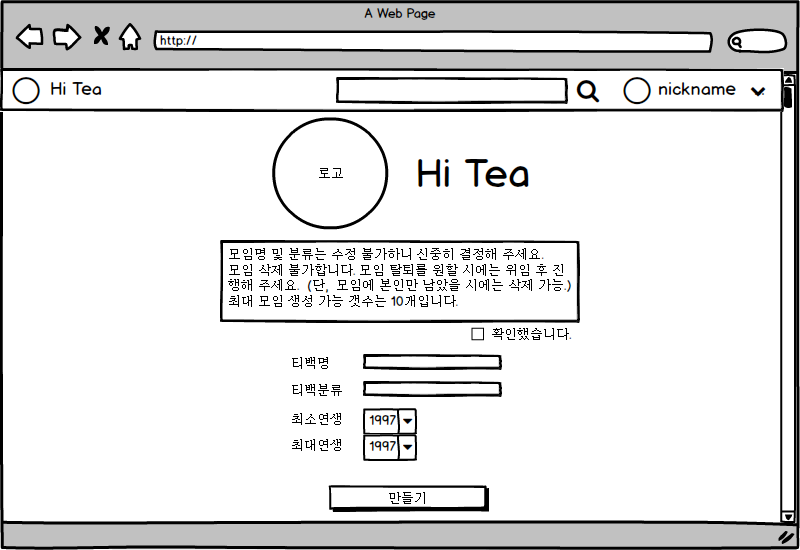 A Web Page
http://
Hi Tea
nickname
로고
Hi Tea
모임명 및 분류는 수정 불가하니 신중히 결정해 주세요.
모임 삭제 불가합니다. 모임 탈퇴를 원할 시에는 위임 후 진
행해 주세요. (단, 모임에 본인만 남았을 시에는 삭제 가능.)
최대 모임 생성 가능 갯수는 10개입니다.
확인했습니다.
티백명
티백분류
최소연생 1997
최대연생 1997
만들기